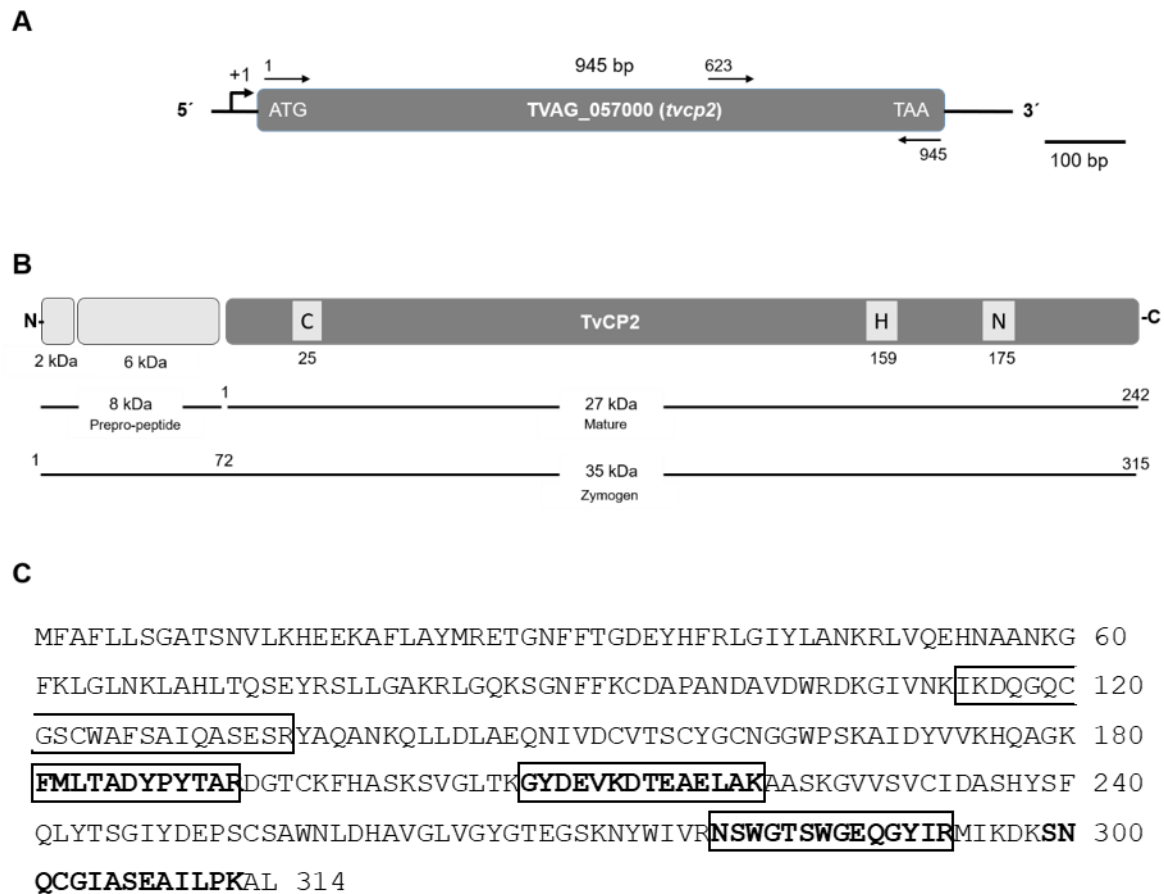 A
1 945 bp 623
+1
5´ ATG TVAG_057000 (tvcp2) TAA 3´
945
100 bp
B
N- C TvCP2 H N -C
2 kDa 6 kDa 25 159 175
1 242
8 kDa 27 kDa
Prepro-peptide Mature
1 72 315
35 kDa
Zymogen
C
MFAFLLSGATSNVLKHEEKAFLAYMRETGNFFTGDEYHFRLGIYLANKRLVQEHNAANKG 60
FKLGLNKLAHLTQSEYRSLLGAKRLGQKSGNFFKCDAPANDAVDWRDKGIVNKIKDQGQC 120
GSCWAFSAIQASESRYAQANKQLLDLAEQNIVDCVTSCYGCNGGWPSKAIDYVVKHQAGK 180
FMLTADYPYTARDGTCKFHASKSVGLTKGYDEVKDTEAELAKAASKGVVSVCIDASHYSF 240
QLYTSGIYDEPSCSAWNLDHAVGLVGYGTEGSKNYWIVRNSWGTSWGEQGYIRMIKDKSN 300
QCGIASEAILPKAL 314